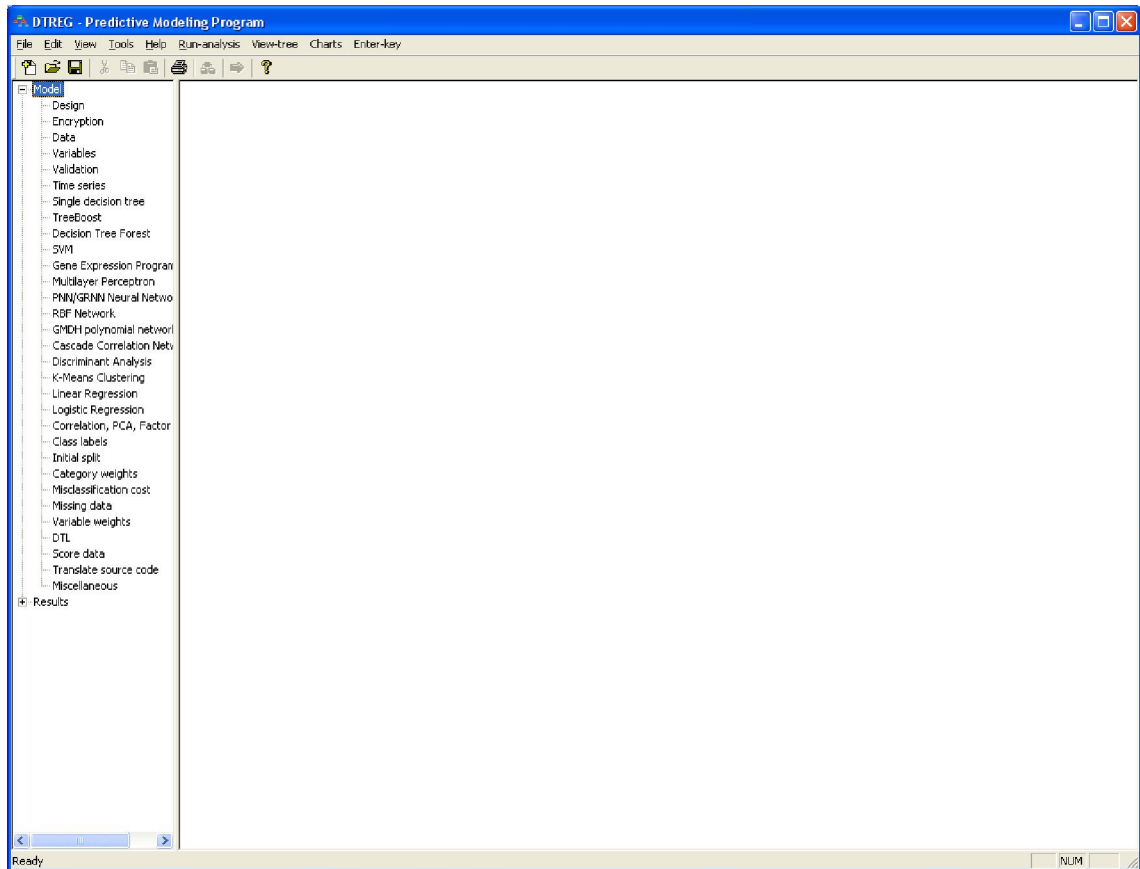 DTREG - Predictive Modeling Program
File Edit View Tools Help Run-analysis View-tree Charts Enter-key
Model
Design
Encryption
Data
Variables
Validation
Time series
Single decision tree
TreeBoost
Decision Tree Forest
SVM
Gene Expression Program
Multilayer Perceptron
PNN/GRNN Neural Netwo
RBF Network
GMDH polynomial networl
Cascade Correlation Netv
Discriminant Analysis
K-Means Clustering
Linear Regression
Logistic Regression
Correlation, PCA, Factor
Class labels
Initial split
Category weights
Misclassification cost
Missing data
Variable weights
DTL
Score data
Translate source code
Miscellaneous
Results
Ready NUM